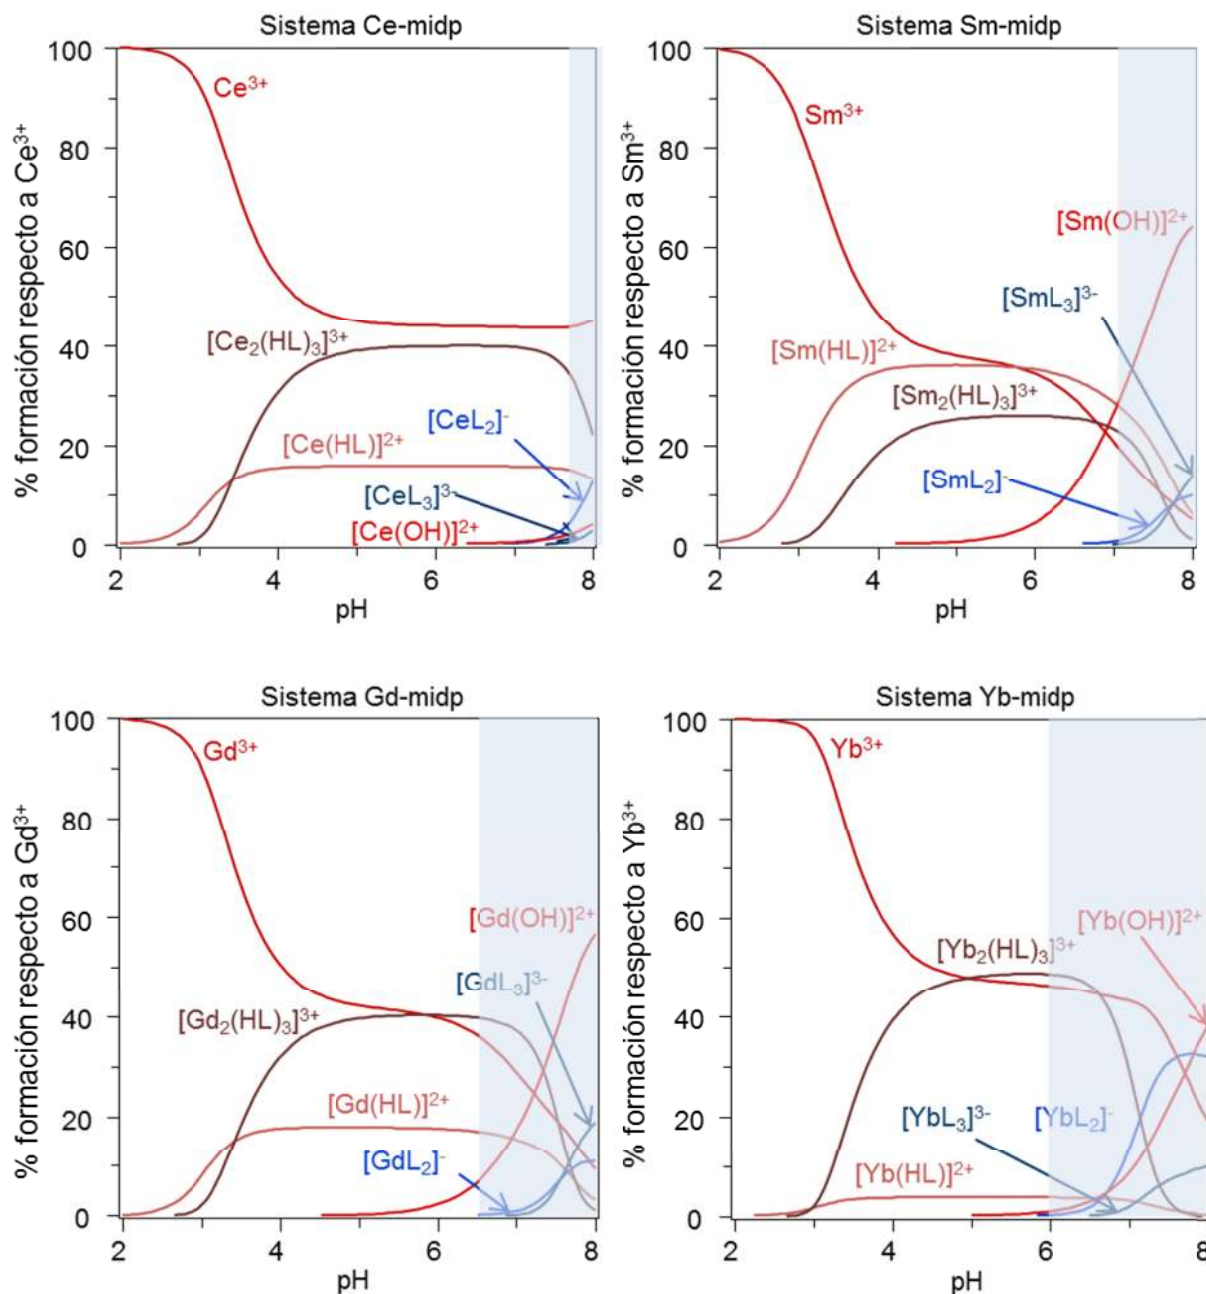 Sistema Ce-midp
% formación respecto a Ce³⁺
100
80
60
40
20
0
Ce³⁺
[Ce₂(HL)₃]³⁺
[CeL₂]⁻
[Ce(HL)]²⁺
[CeL₃]³⁻
[Ce(OH)]²⁺
2 4 6 8
pH
Sistema Sm-midp
% formación respecto a Sm³⁺
100
80
60
40
20
0
Sm³⁺
[Sm(OH)]²⁺
[SmL₃]³⁻
[Sm(HL)]²⁺
[Sm₂(HL)₃]³⁺
[SmL₂]⁻
2 4 6 8
pH
Sistema Gd-midp
% formación respecto a Gd³⁺
100
80
60
40
20
0
Gd³⁺
[Gd(OH)]²⁺
[GdL₃]³⁻
[Gd₂(HL)₃]³⁺
[Gd(HL)]²⁺
[GdL₂]⁻
2 4 6 8
pH
Sistema Yb-midp
% formación respecto a Yb³⁺
100
80
60
40
20
0
Yb³⁺
[Yb₂(HL)₃]³⁺
[Yb(OH)]²⁺
[YbL₃]³⁻
[YbL₂]⁻
[Yb(HL)]²⁺
2 4 6 8
pH